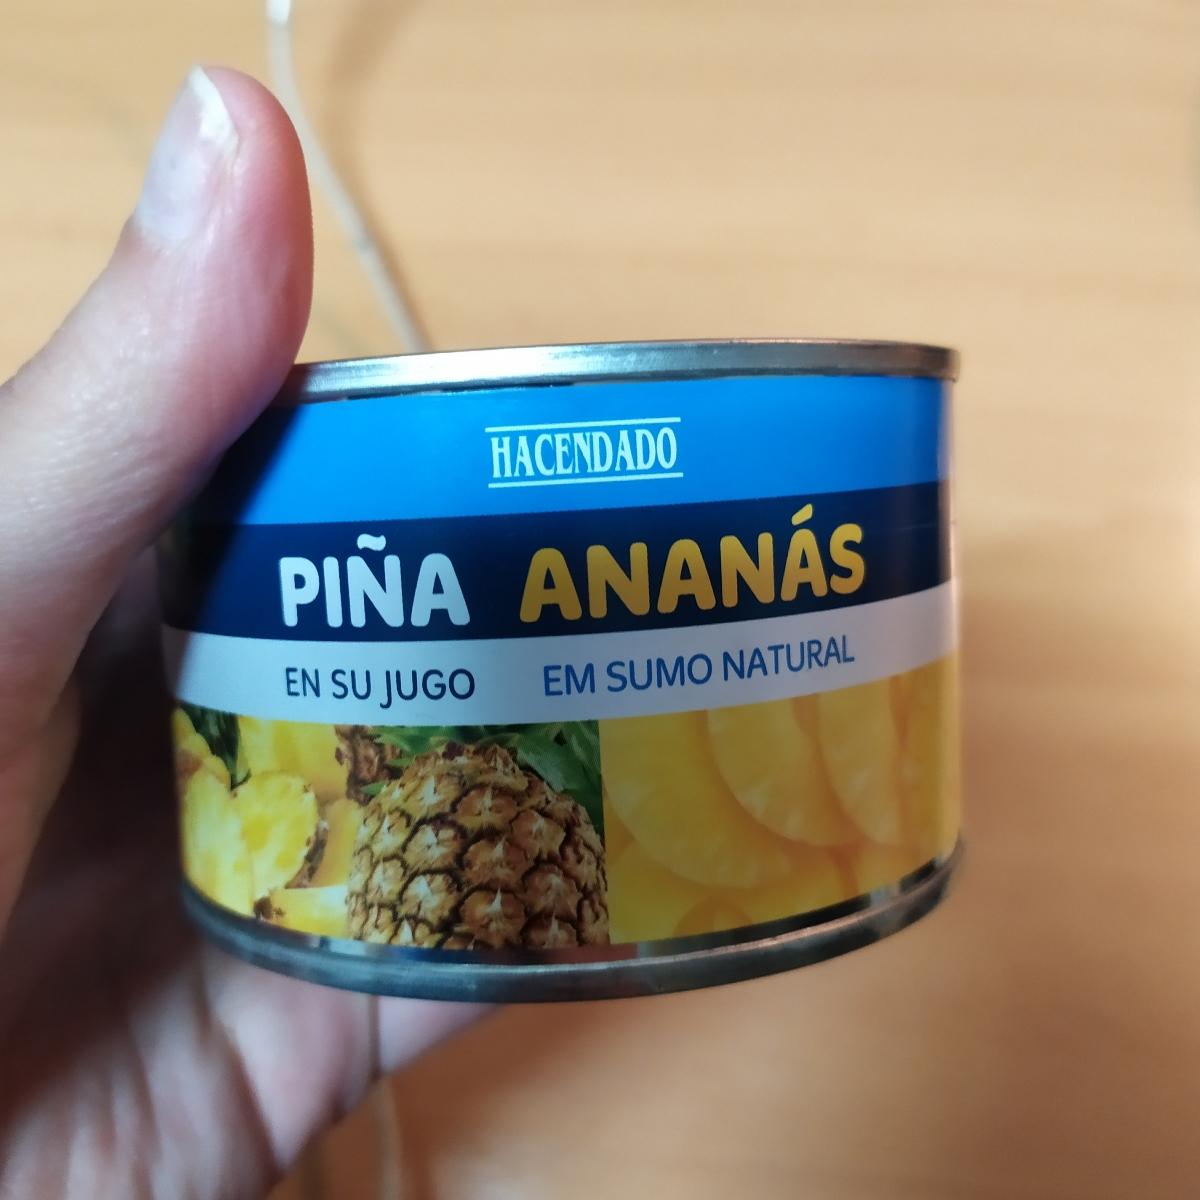 HACENDADO
PIÑA ANANÁS
EN SU JUGO EM SUMO NATURAL